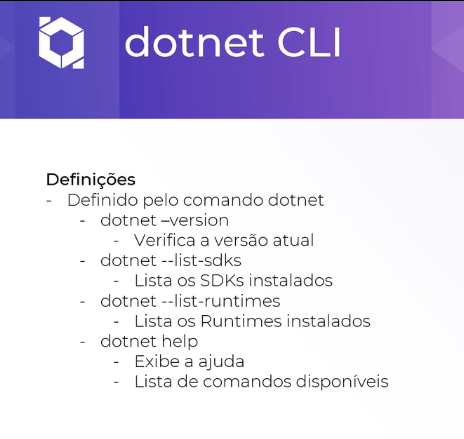 dotnet CLI
Definições
- Definido pelo comando dotnet
- dotnet –version
- Verifica a versão atual
- dotnet --list-sdks
- Lista os SDKs instalados
- dotnet --list-runtimes
- Lista os Runtimes instalados
- dotnet help
- Exibe a ajuda
- Lista de comandos disponíveis